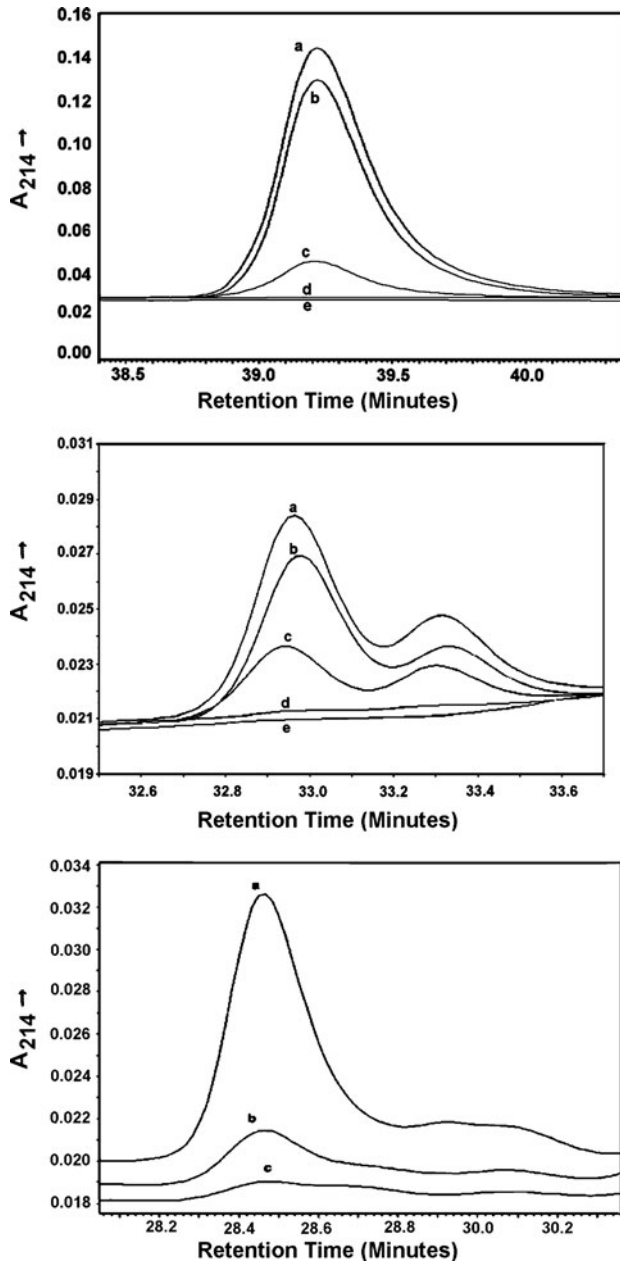 0.16
0.14
0.12
0.10
0.08
0.06
0.04
0.02
0.00
A214 →
a
b
c
d
e
38.5 39.0 39.5 40.0
Retention Time (Minutes)
0.031
0.029
0.027
0.025
0.023
0.021
0.019
A214 →
a
b
c
d
e
32.6 32.8 33.0 33.2 33.4 33.6
Retention Time (Minutes)
0.034
0.032
0.030
0.028
0.026
0.024
0.022
0.020
0.018
A214 →
a
b
c
28.2 28.4 28.6 28.8 30.0 30.2
Retention Time (Minutes)